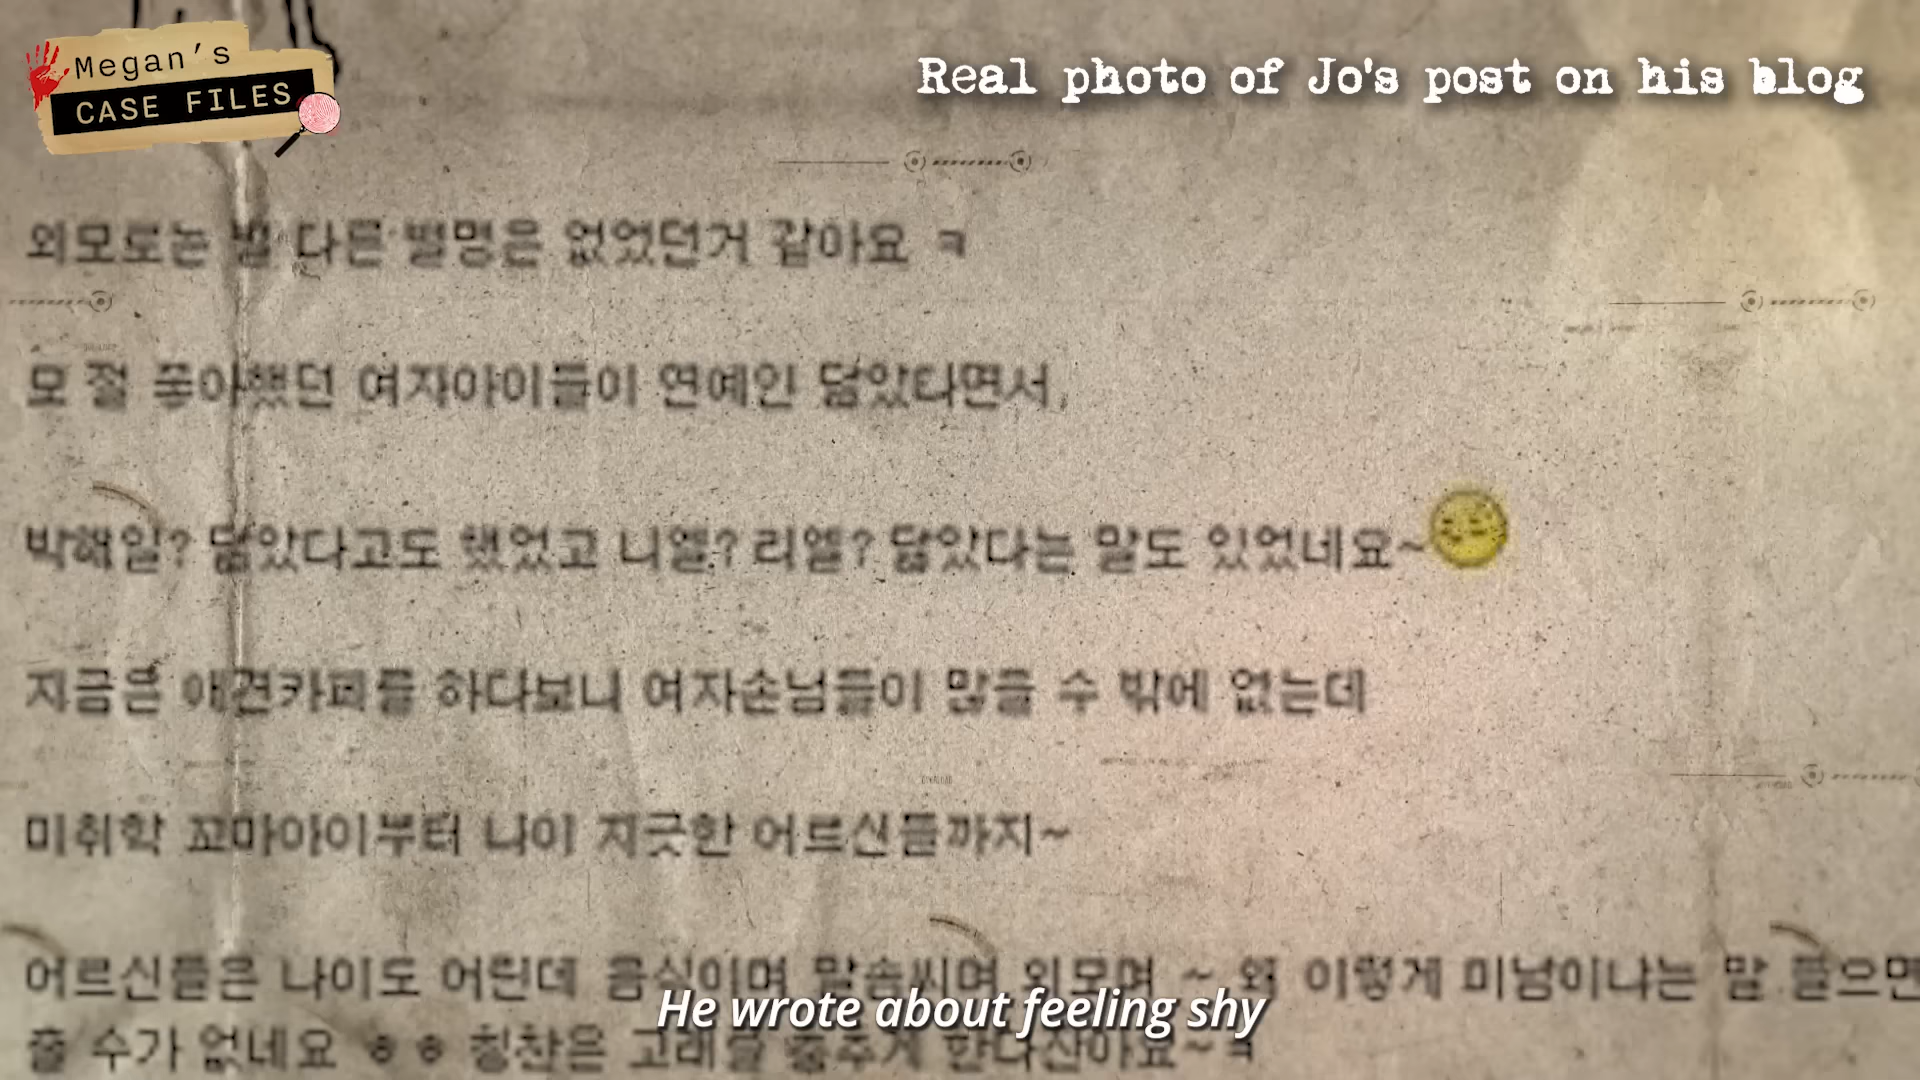 Megan's
CASE FILES
Real photo of Jo's post on his blog
외모로는 별 다른 별명은 없었던거 같아요 ㅋ
모 절 좋아했던 여자아이들이 연예인 닮았다면서,
박해일? 닮았다고도 했었고 니엘? 리엘? 닮았다는 말도 있었네요~
지금은 애견카페를 하다보니 여자손님들이 많을 수 밖에 없는데
미취학 꼬마아이부터 나이 지긋한 어르신들까지~
어르신들은 나이도 어린데 음식이며 말솜씨며 외모며 ~ 왜 이렇게 미남이냐는 말 들으면
출 수가 없네요 ㅎㅎ 칭찬은 고래를 춤추게 한다잖아요~ㅋ
He wrote about feeling shy